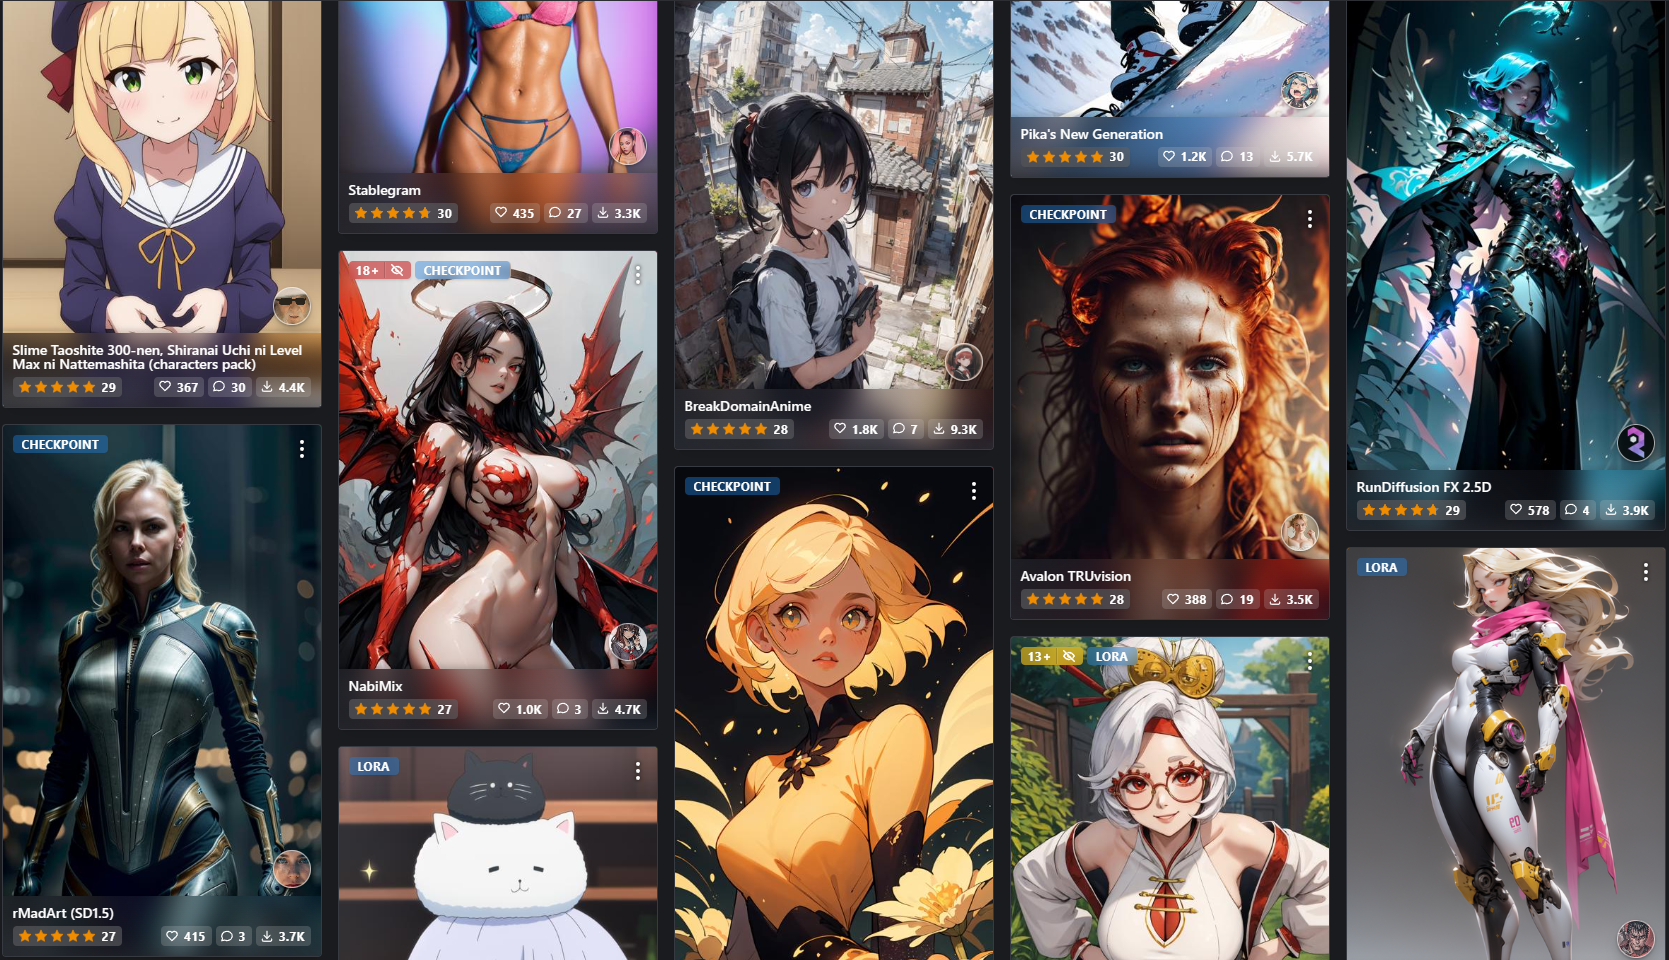 Slime Taoshite 300-nen, Shiranai Uchi ni Level
Max ni Nattemashita (characters pack)
29
367
30
4.4K
CHECKPOINT
rMadArt (SD1.5)
27
415
3
3.7K
Stablegram
30
435
27
3.3K
18+
CHECKPOINT
NabiMix
27
1.0K
3
4.7K
LORA
BreakDomainAnime
28
1.8K
7
9.3K
CHECKPOINT
Pika's New Generation
30
1.2K
13
5.7K
CHECKPOINT
Avalon TRUvision
28
388
19
3.5K
13+
LORA
RunDiffusion FX 2.5D
29
578
4
3.9K
LORA